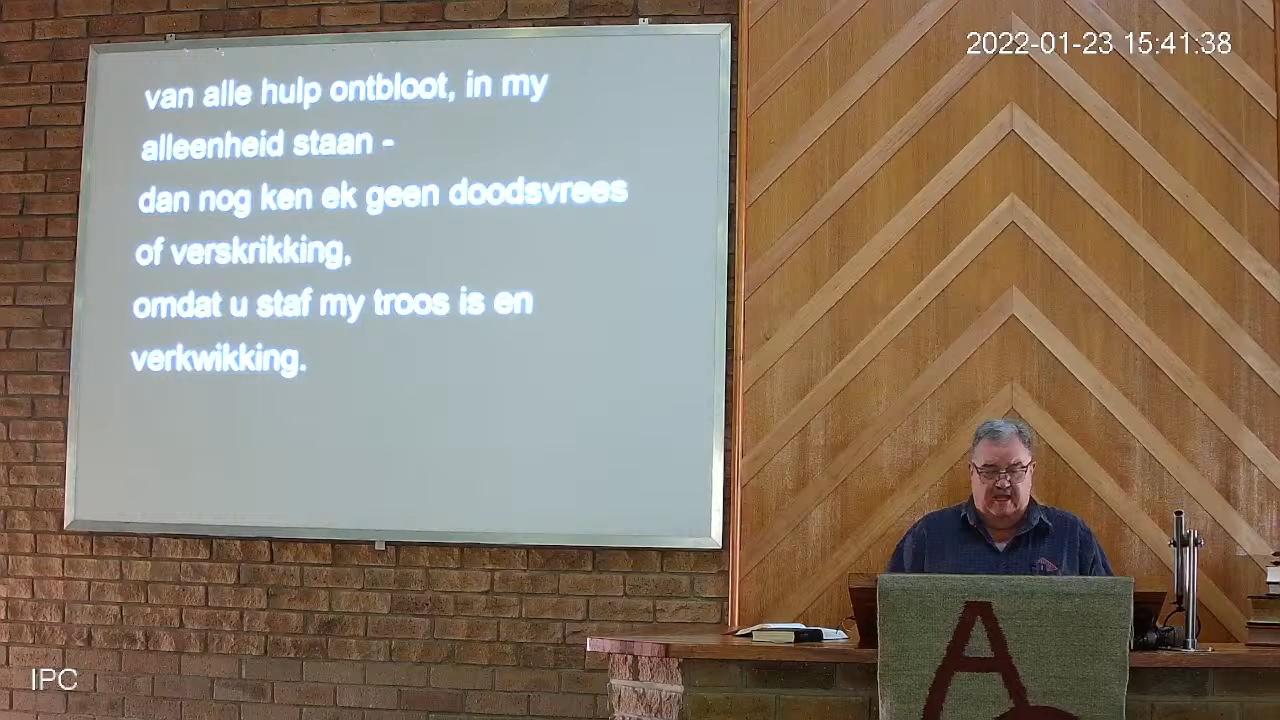 2022-01-23 15:41:38
van alle hulp ontbloot, in my
alleenheid staan -
dan nog ken ek geen doodsvrees
of verskrikking,
omdat u staf my troos is en
verkwikking.
IPC
A